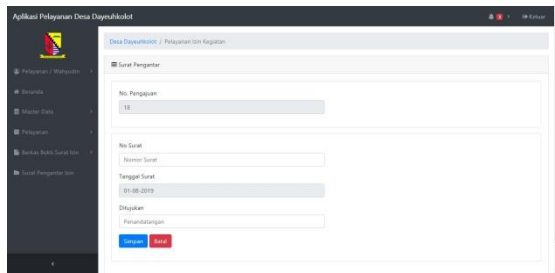 Aplikasi Pelayanan Desa Dayeuhkolot
Keluar
Desa Dayeuhkolot / Pelayanan Izin Kegiatan
Pelayanan / Wahyudin
Surat Pengantar
Beranda
Master Data
Pelayanan
Berkas Bukti Surat Izin
Surat Pengantar Izin
No. Pengajuan
No Surat
Nomor Surat
Tanggal Surat
01-08-2019
Ditujukan
Penandatangan
Simpan Batal